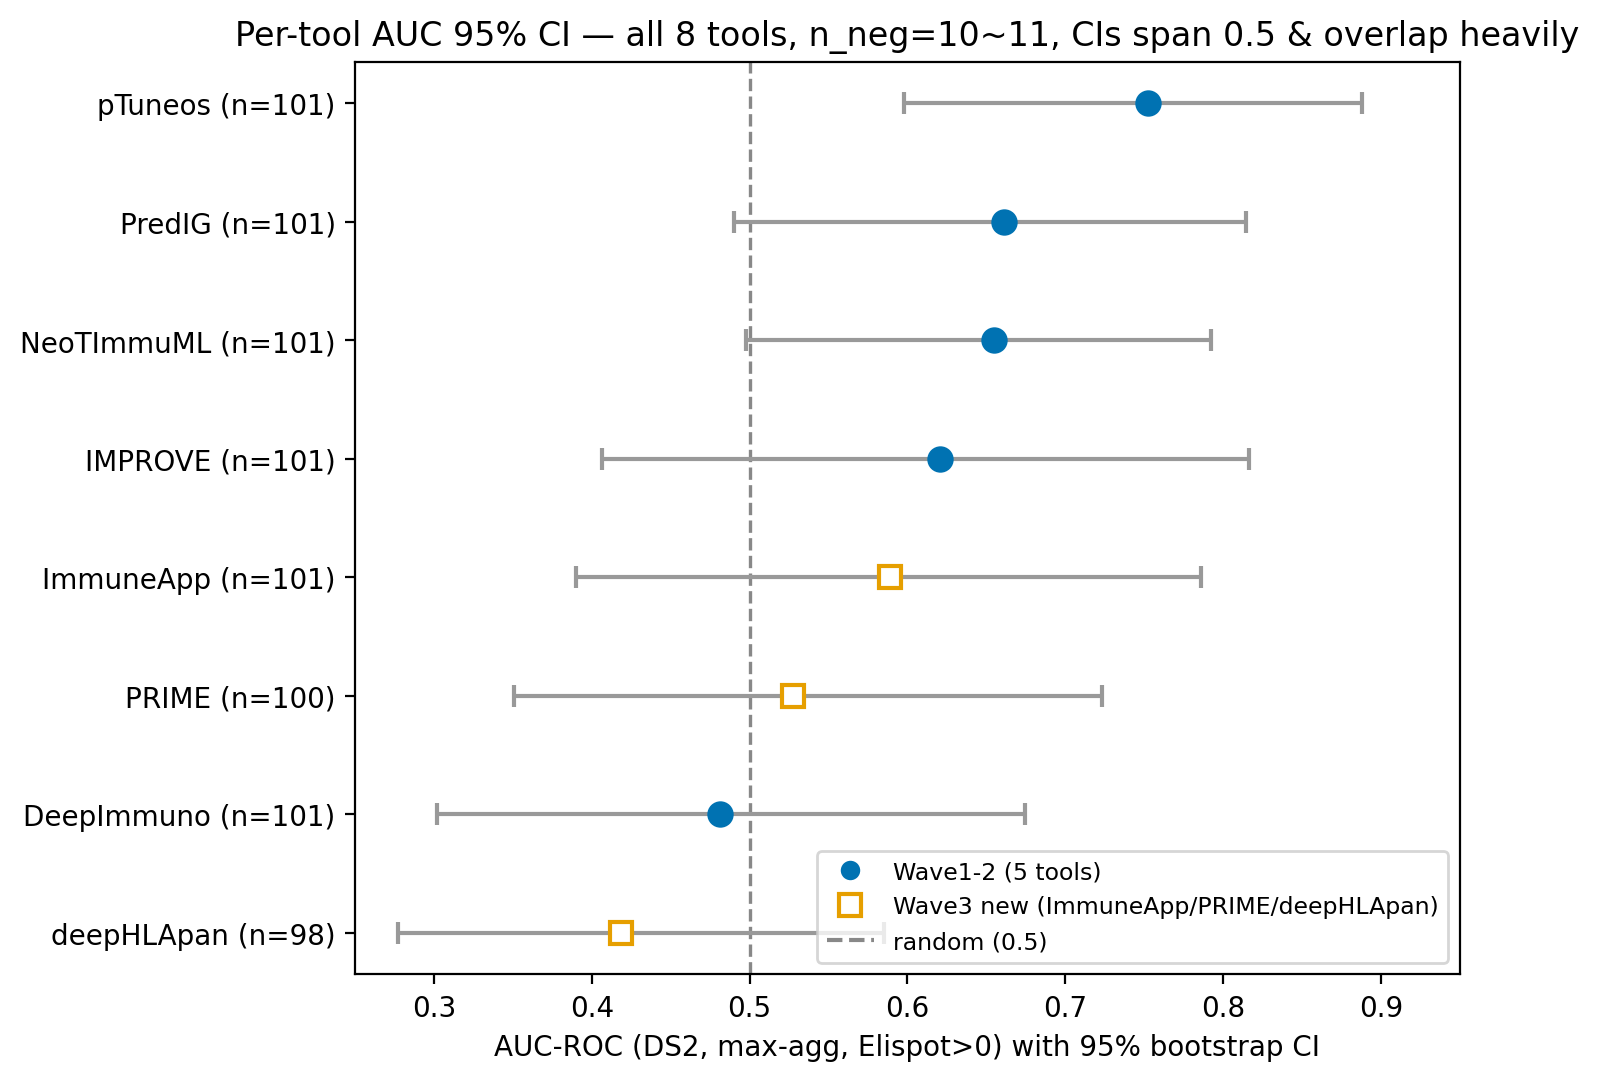 Per-tool AUC 95% CI — all 8 tools, n_neg=10~11, CIs span 0.5 & overlap heavily
pTuneos (n=101)
PredIG (n=101)
NeoTImmuML (n=101)
IMPROVE (n=101)
ImmuneApp (n=101)
PRIME (n=100)
DeepImmuno (n=101)
deepHLApan (n=98)
Wave1-2 (5 tools)
Wave3 new (ImmuneApp/PRIME/deepHLApan)
random (0.5)
0.3 0.4 0.5 0.6 0.7 0.8 0.9
AUC-ROC (DS2, max-agg, Elispot>0) with 95% bootstrap CI